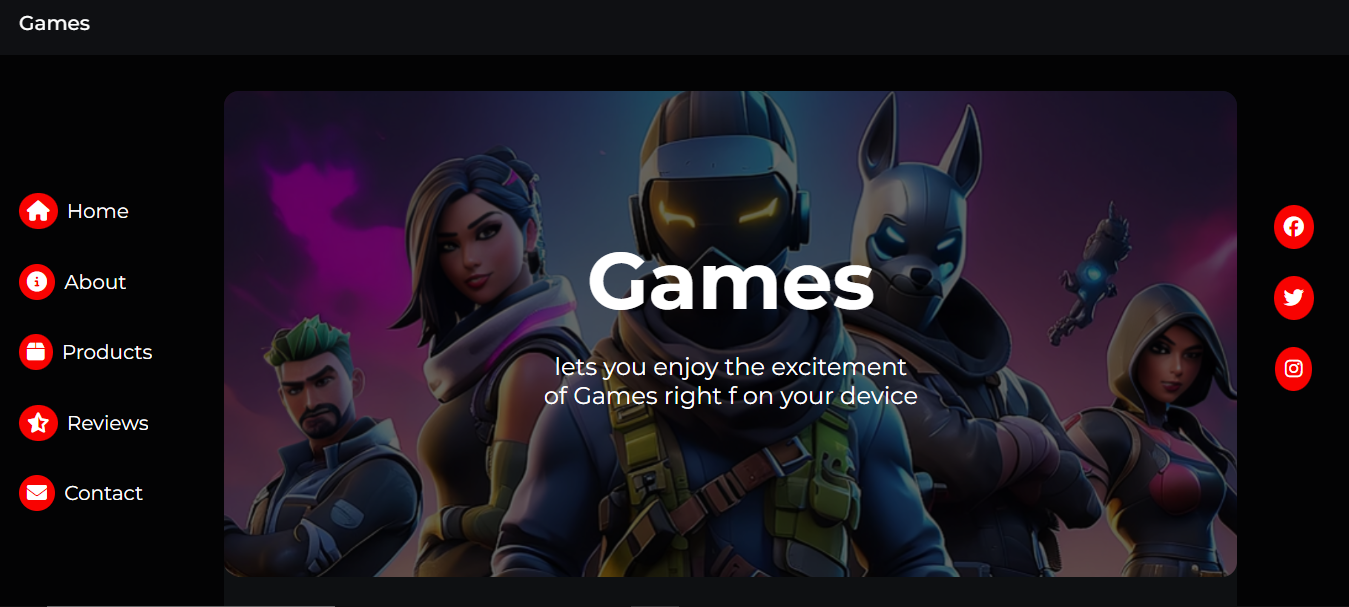 Games
Home
About
Products
Reviews
Contact
Games
lets you enjoy the excitement
of Games right f on your device